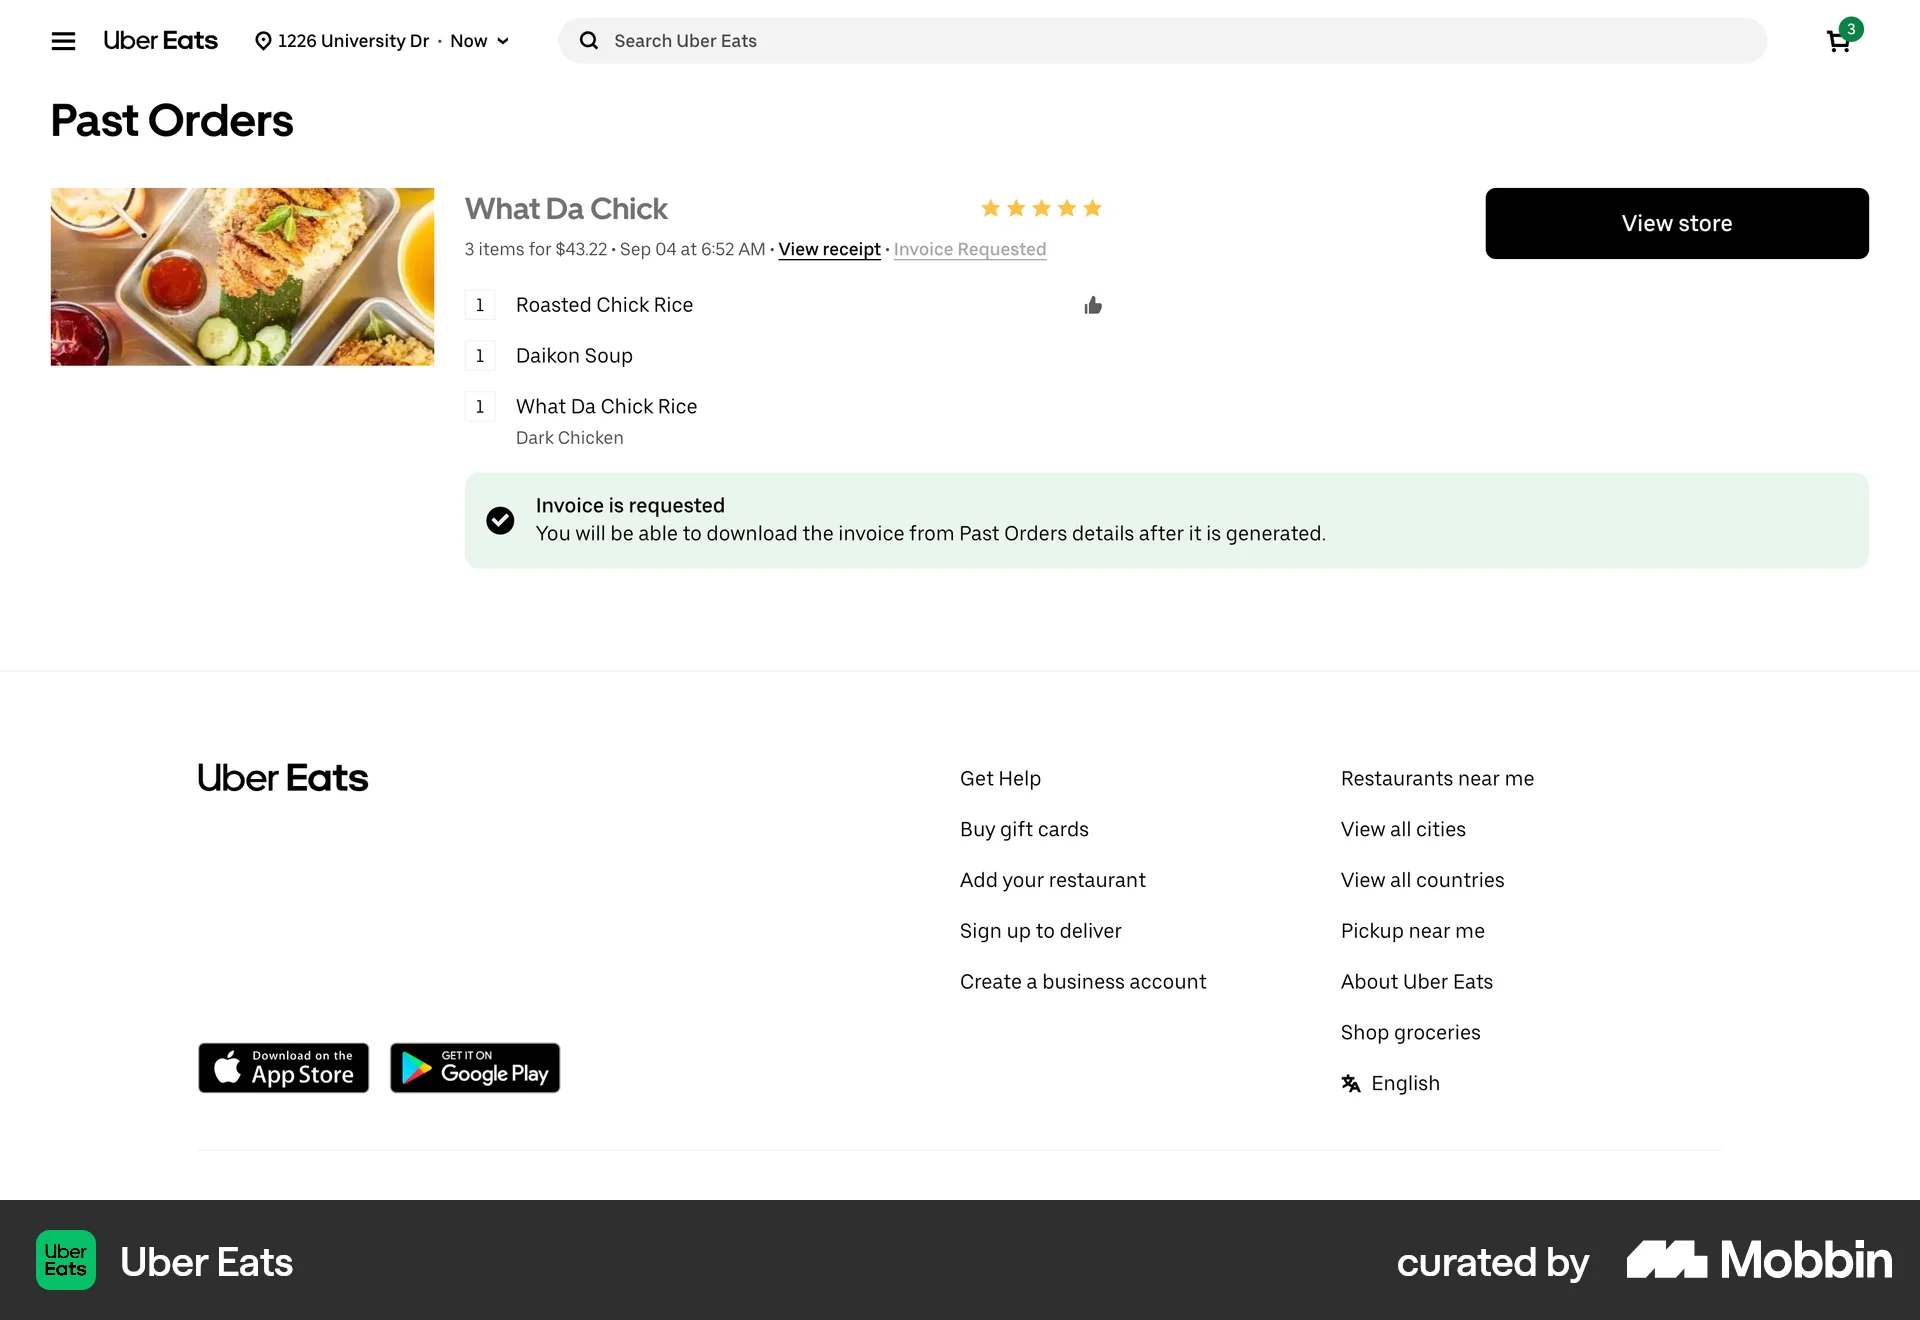 Uber Eats
1226 University Dr · Now
Search Uber Eats
3
Past Orders
What Da Chick
View store
3 items for $43.22 • Sep 04 at 6:52 AM • View receipt • Invoice Requested
1 Roasted Chick Rice
1 Daikon Soup
1 What Da Chick Rice
Dark Chicken
Invoice is requested
You will be able to download the invoice from Past Orders details after it is generated.
Uber Eats
Get Help
Buy gift cards
Add your restaurant
Sign up to deliver
Create a business account
Restaurants near me
View all cities
View all countries
Pickup near me
About Uber Eats
Shop groceries
English
Download on the
App Store
GET IT ON
Google Play
Uber
Eats
Uber Eats
curated by
Mobbin